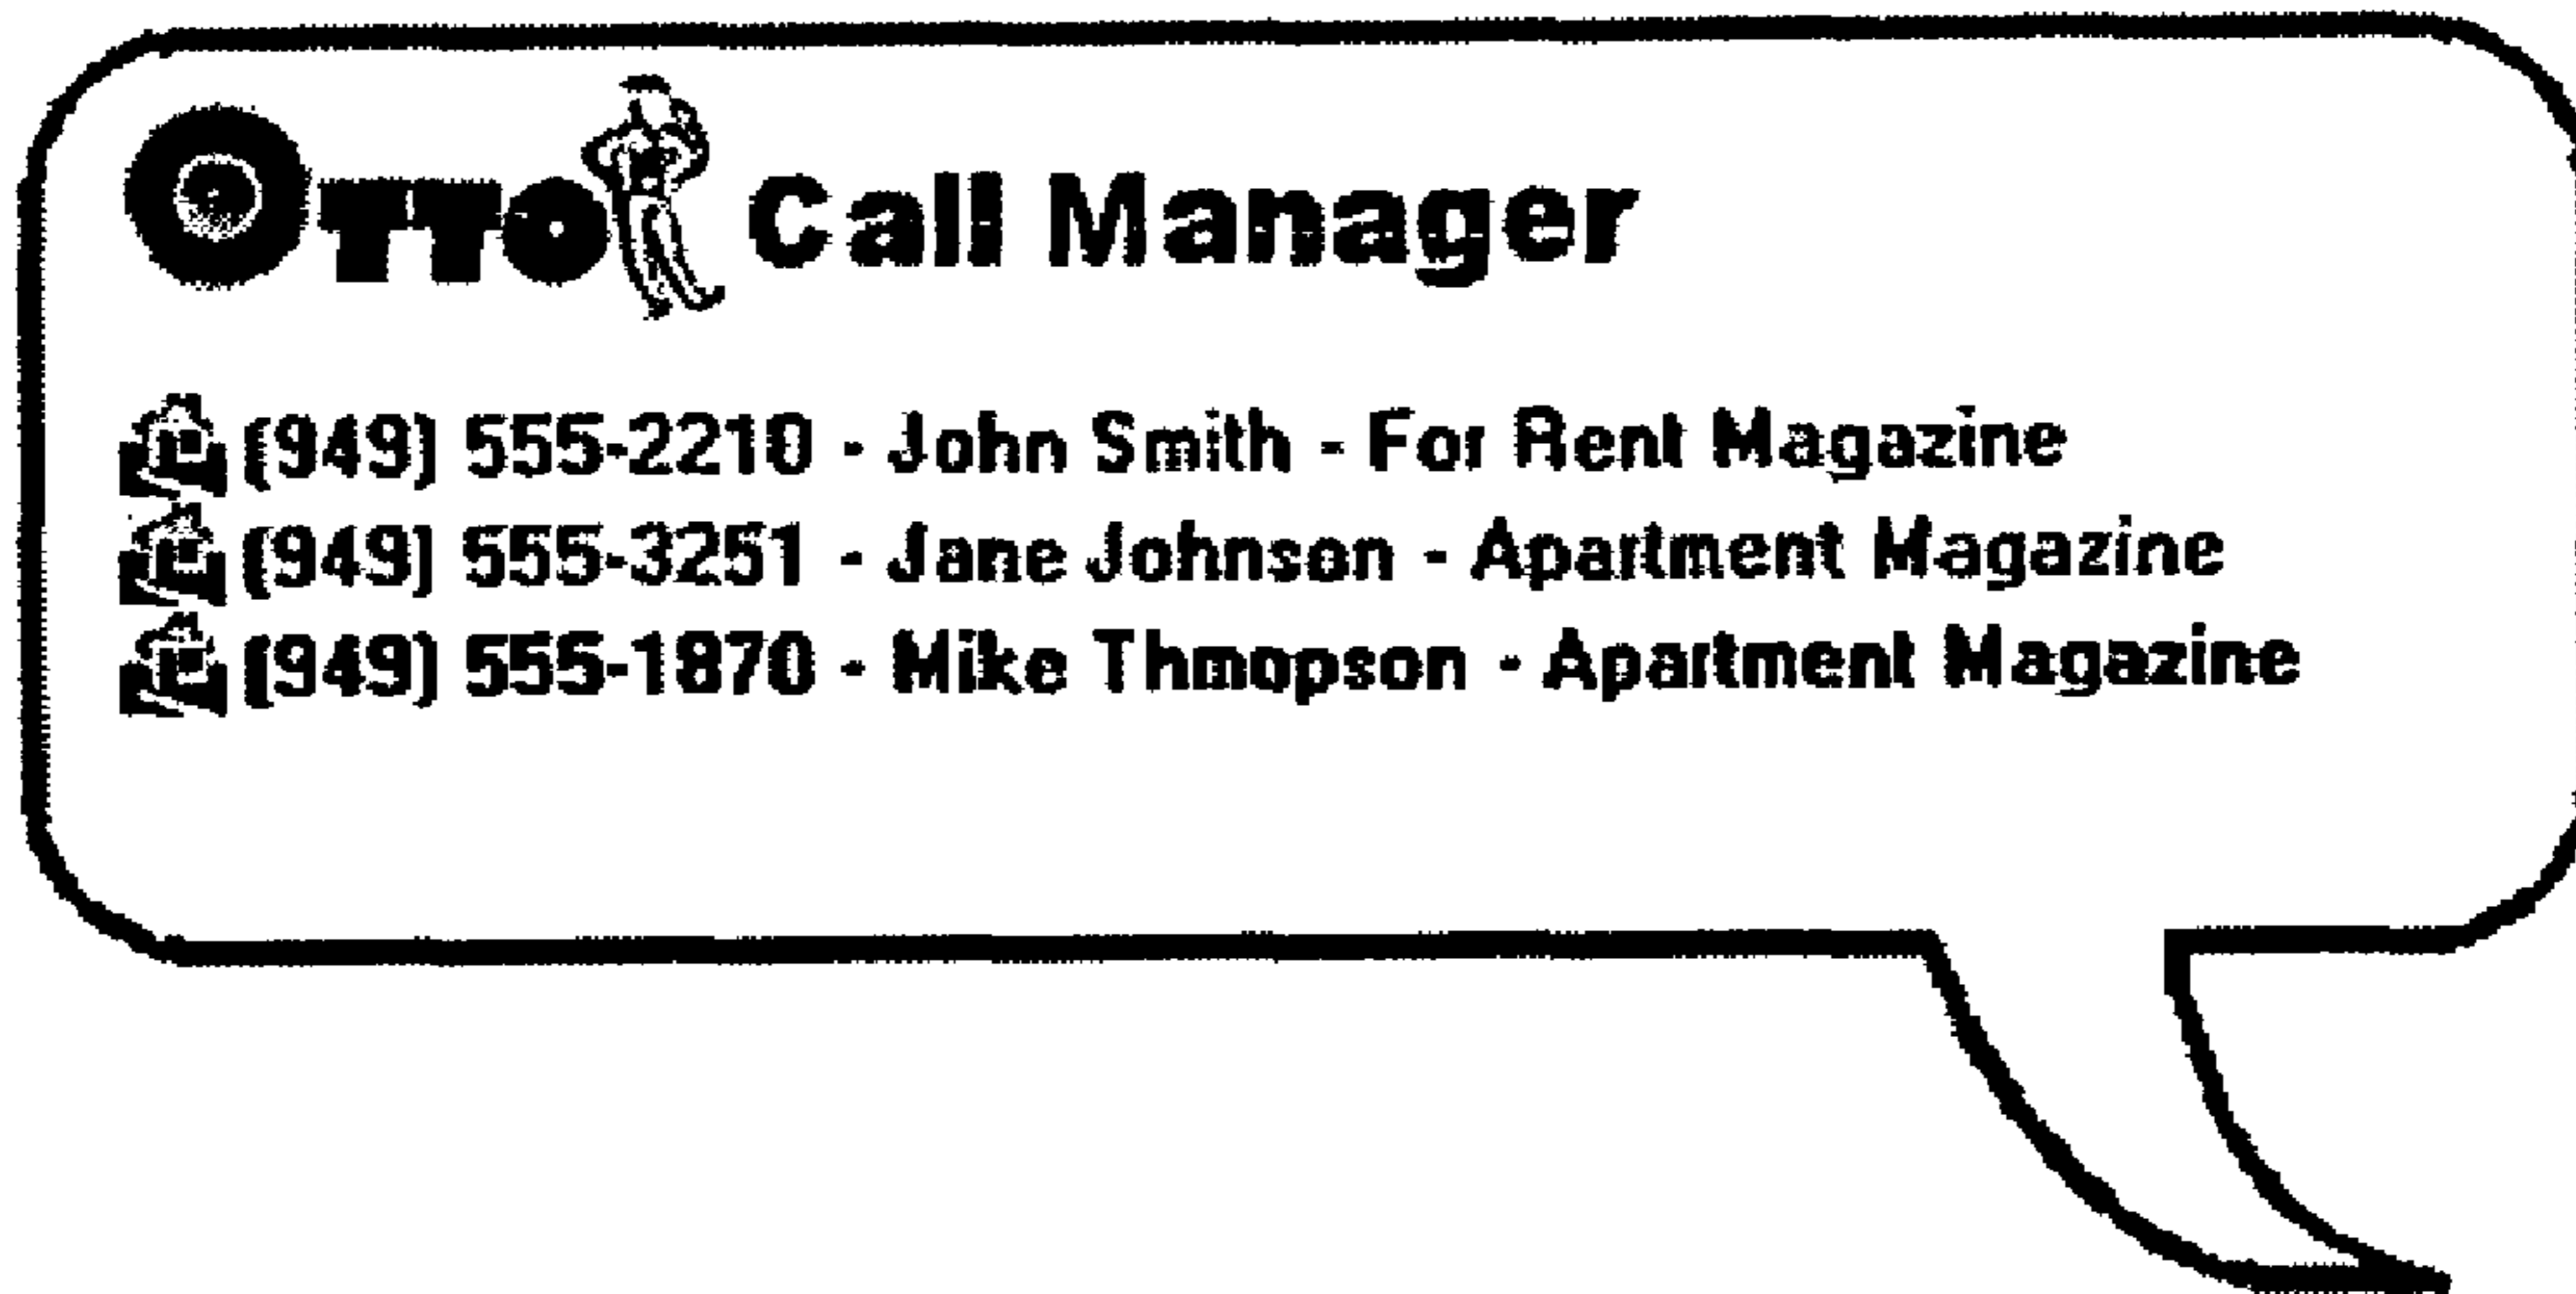 OTTO Call Manager
(949) 555-2210 - John Smith - For Rent Magazine
(949) 555-3251 - Jane Johnson - Apartment Magazine
(949) 555-1870 - Mike Thmopson - Apartment Magazine